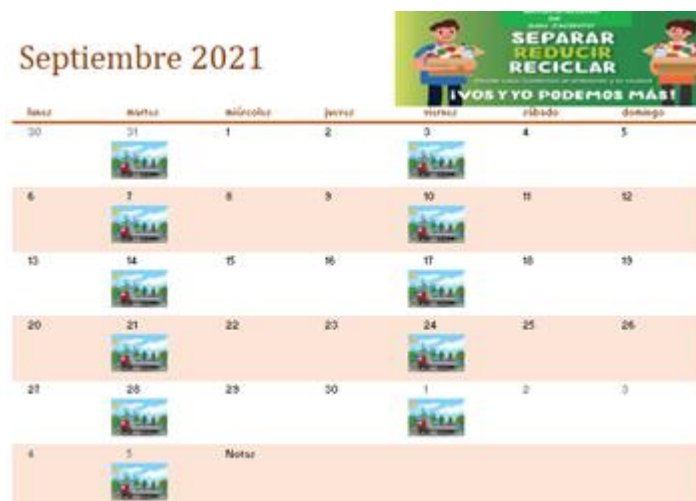 Septiembre 2021
SEPARAR
REDUCIR
RECICLAR
¡VOS Y YO PODEMOS MÁS!
lunes martes miércoles jueves viernes sábado domingo
30 31 1 2 3 4 5
6 7 8 9 10 11 12
13 14 15 16 17 18 19
20 21 22 23 24 25 26
27 28 29 30 1 2 3
4 5 Notas